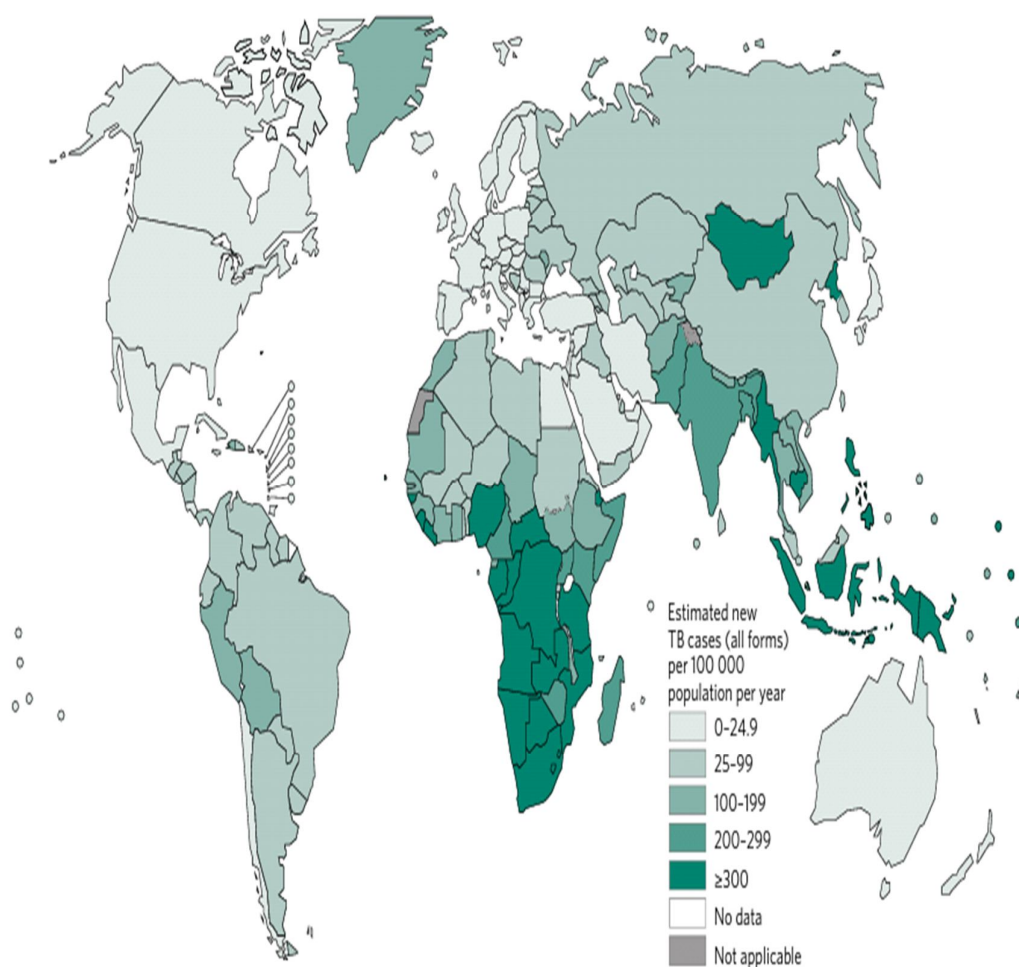 Estimated new
TB cases (all forms)
per 100 000
population per year
0–24.9
25–99
100–199
200–299
≥300
No data
Not applicable